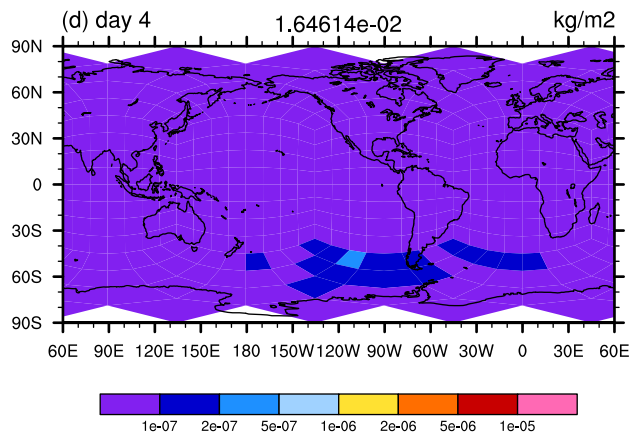 (d) day 4 1.64614e-02 kg/m2
90N
60N
30N
0
30S
60S
90S
60E 90E 120E 150E 180 150W 120W 90W 60W 30W 0 30E 60E
1e-07 2e-07 5e-07 1e-06 2e-06 5e-06 1e-05